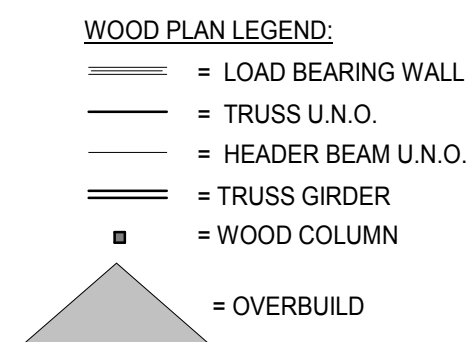 WOOD PLAN LEGEND:
= LOAD BEARING WALL
= TRUSS U.N.O.
= HEADER BEAM U.N.O.
= TRUSS GIRDER
= WOOD COLUMN
= OVERBUILD